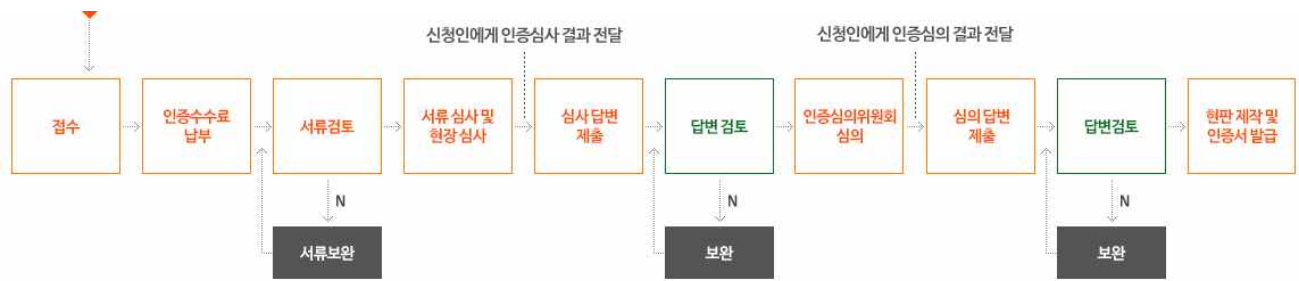 신청인에게 인증심사 결과 전달
신청인에게 인증심의 결과 전달
접수
인증수수료
납부
서류검토
서류 심사 및
현장 심사
심사 답변
제출
답변 검토
인증심의위원회
심의
심의 답변
제출
답변검토
현판 제작 및
인증서 발급
N
N
N
서류보완
보완
보완